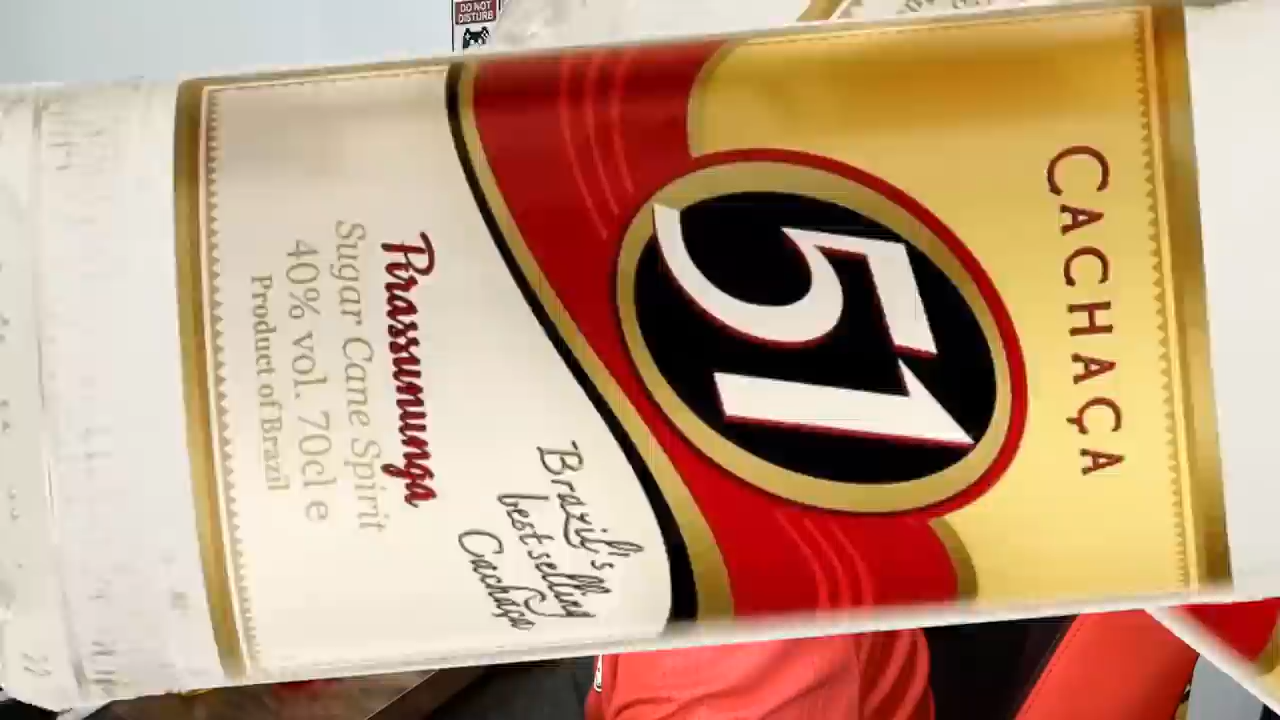 DO NOT
DISTURB
CACHAÇA
51
Brazil's
best selling
Cachaça
Pirassununga
Sugar Cane Spirit
40% vol. 70cl e
Product of Brazil